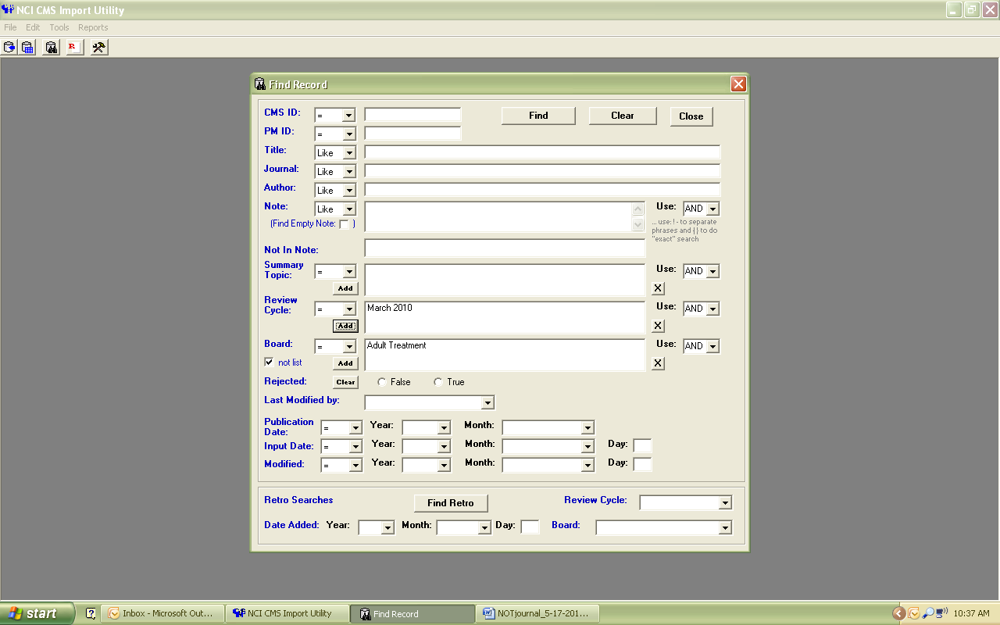 NCI CMS Import Utility
File Edit Tools Reports
Find Record
CMS ID: = Find Clear Close
PM ID: =
Title: Like
Journal: Like
Author: Like
Note: Like Use: AND
(Find Empty Note: )
... use: ! - to separate
phrases and {} to do
"exact" search
Not In Note:
Summary
Topic: = Use: AND
Add X
Review
Cycle: = March 2010 Use: AND
Add X
Board: = Adult Treatment Use: AND
not list Add X
Rejected: Clear False True
Last Modified by:
Publication
Date: = Year: Month:
Input Date: = Year: Month: Day:
Modified: = Year: Month: Day:
Retro Searches Find Retro Review Cycle:
Date Added: Year: Month: Day: Board:
start ? Inbox - Microsoft Out... NCI CMS Import Utility Find Record NOTjournal_5-17-201... 10:37 AM